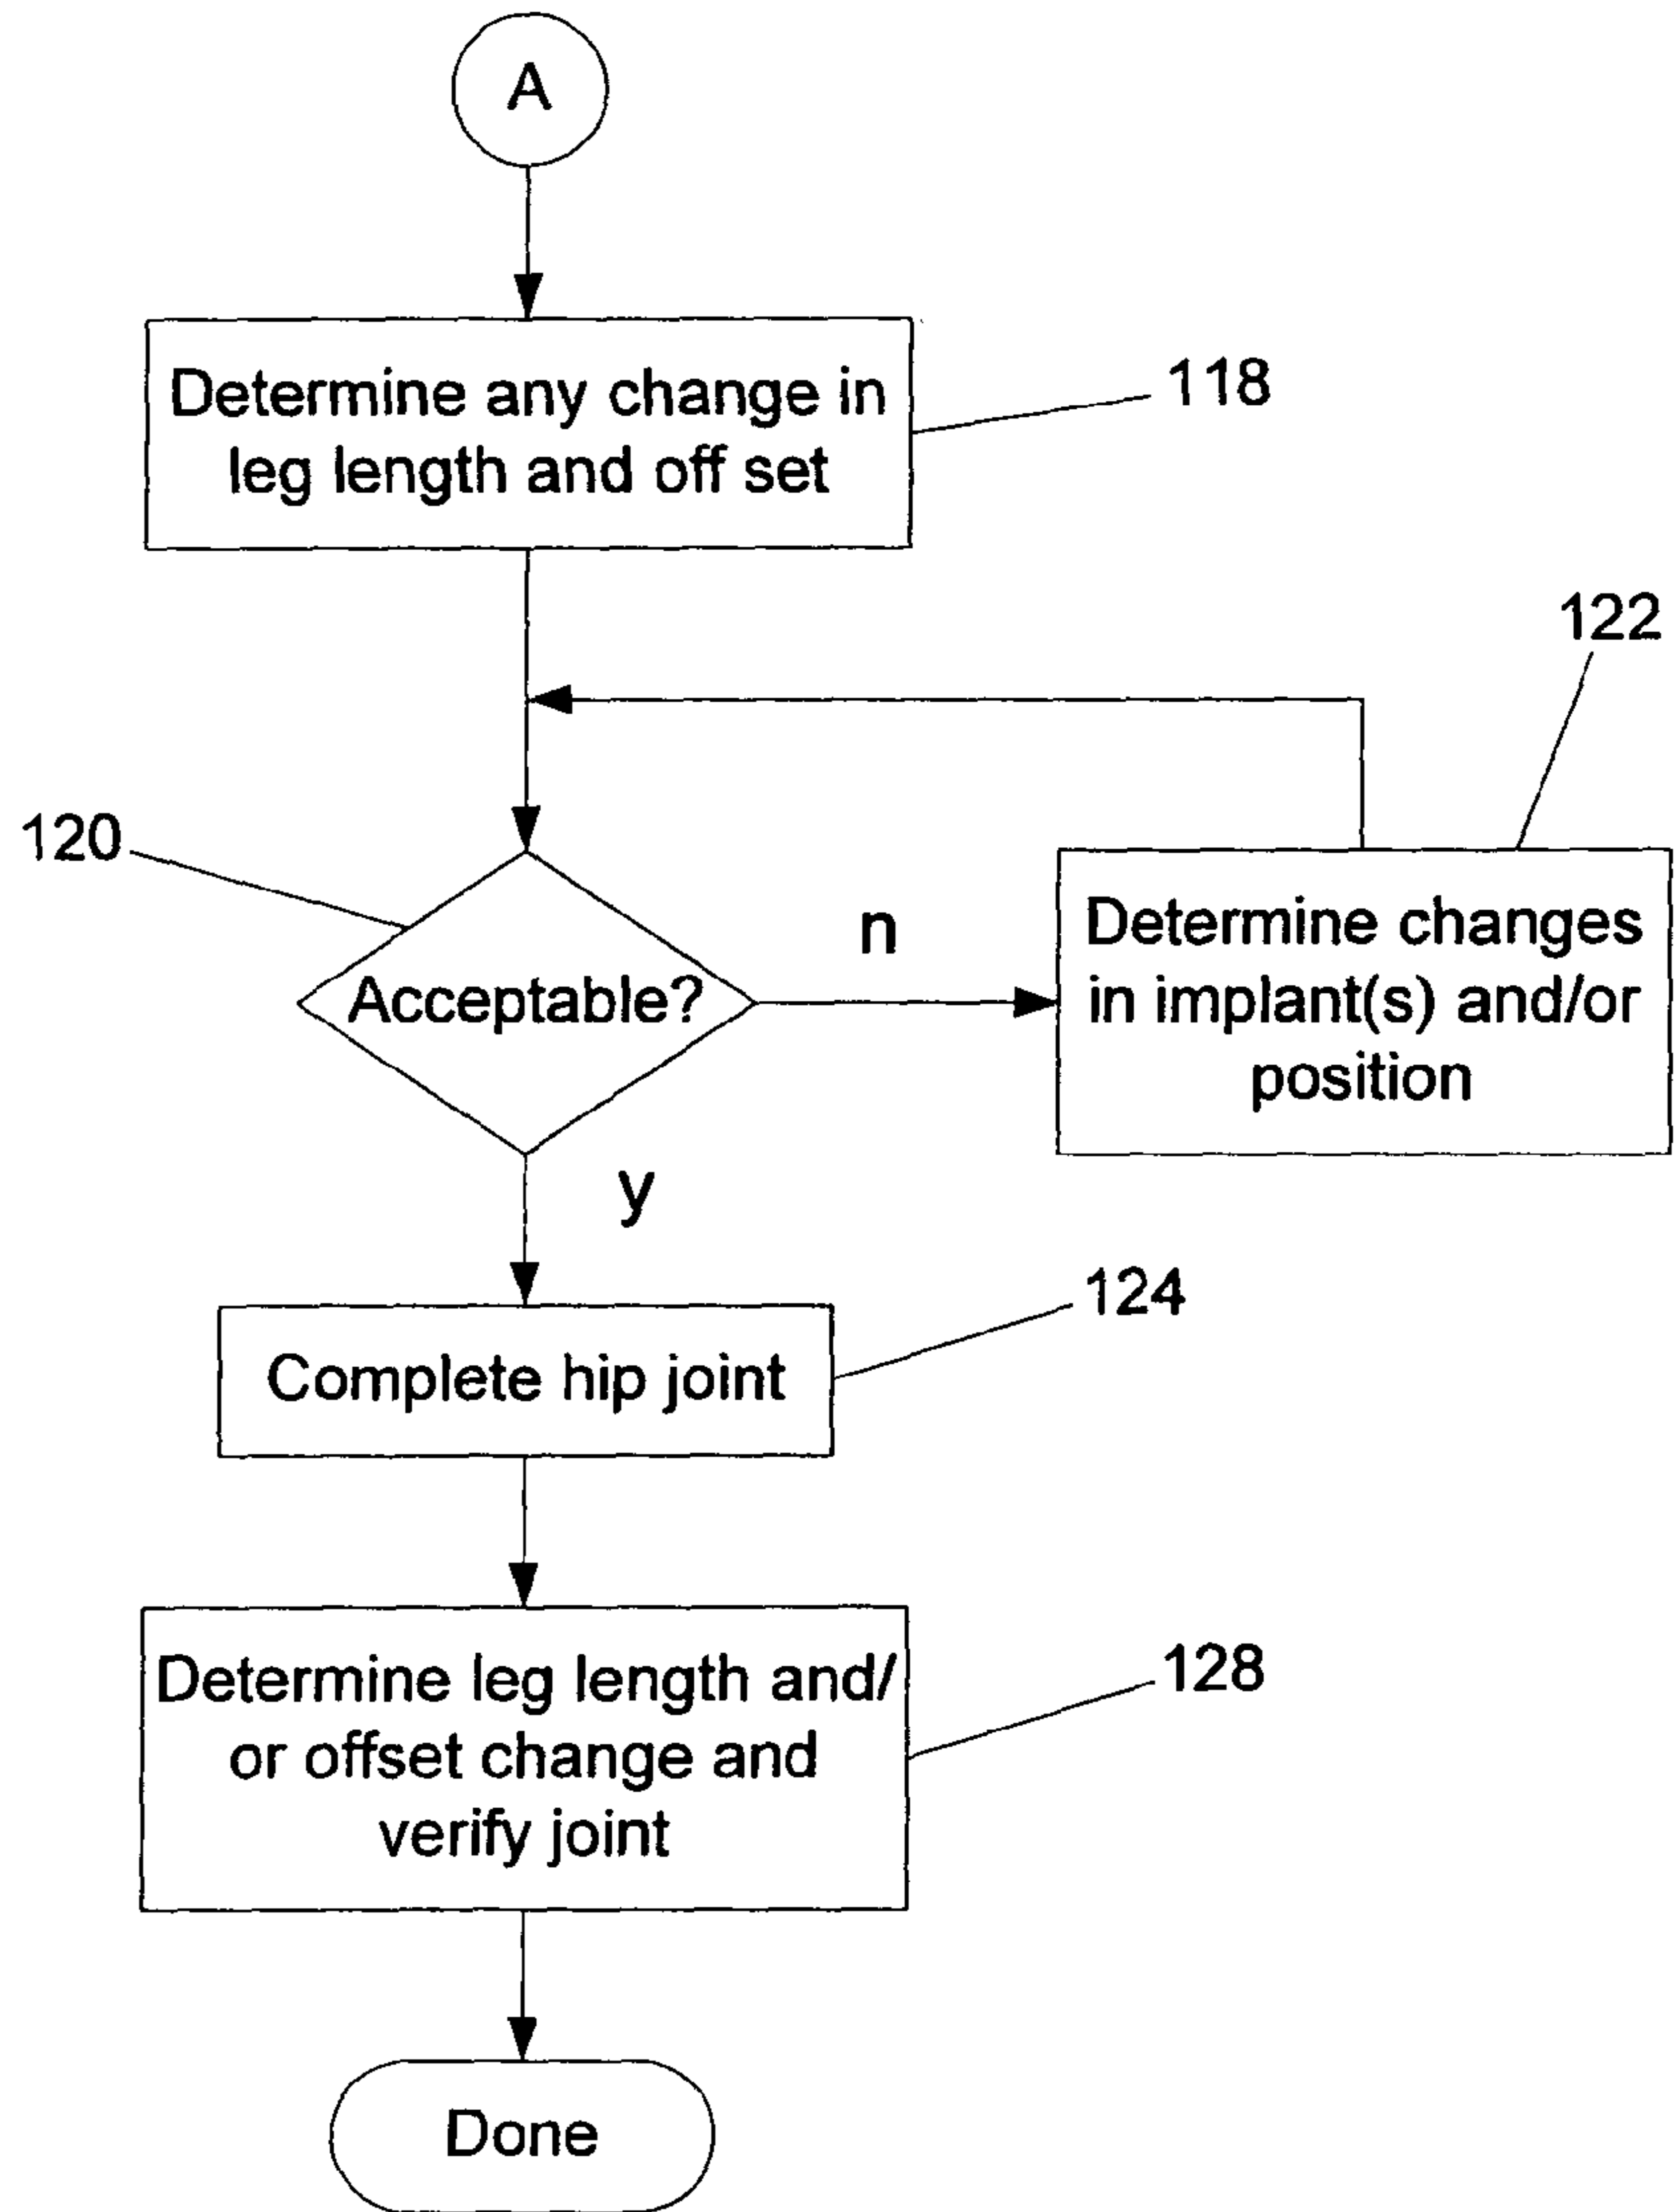 A
Determine any change in
leg length and off set
118
122
120
Acceptable?
n
Determine changes
in implant(s) and/or
position
y
124
Complete hip joint
Determine leg length and/
or offset change and
verify joint
128
Done